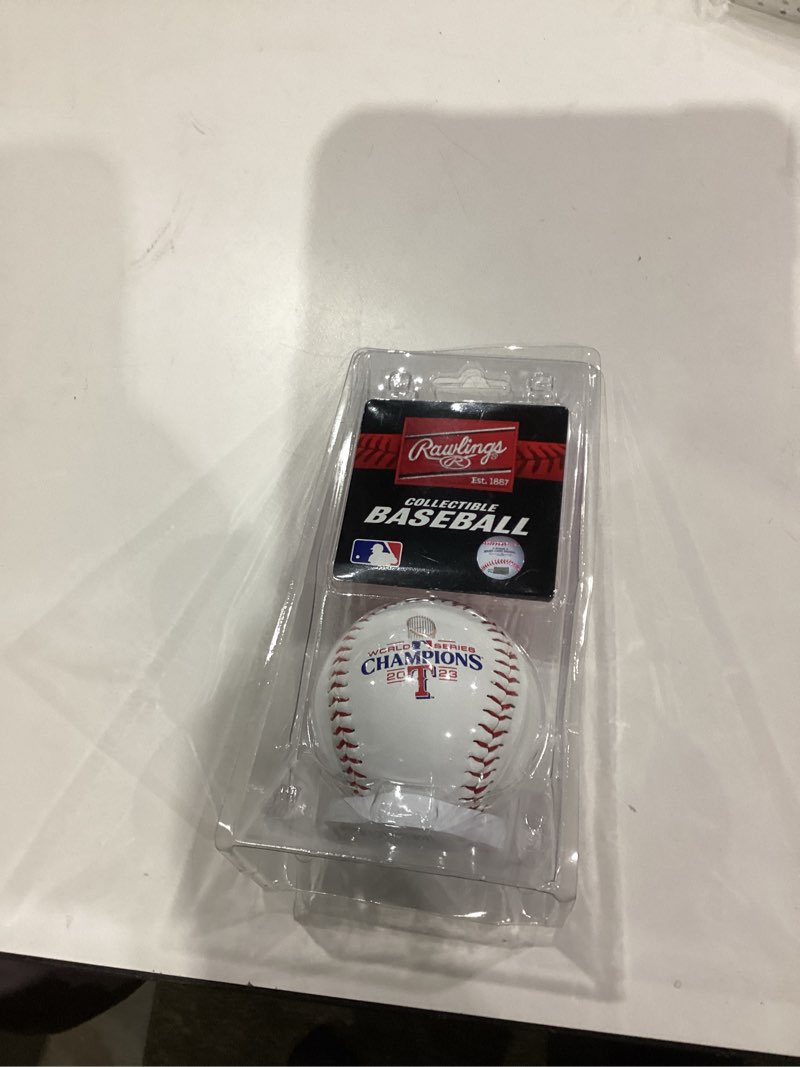 Rawlings
R
Est. 1887
COLLECTIBLE
BASEBALL
WORLD SERIES
CHAMPIONS
20 T 23